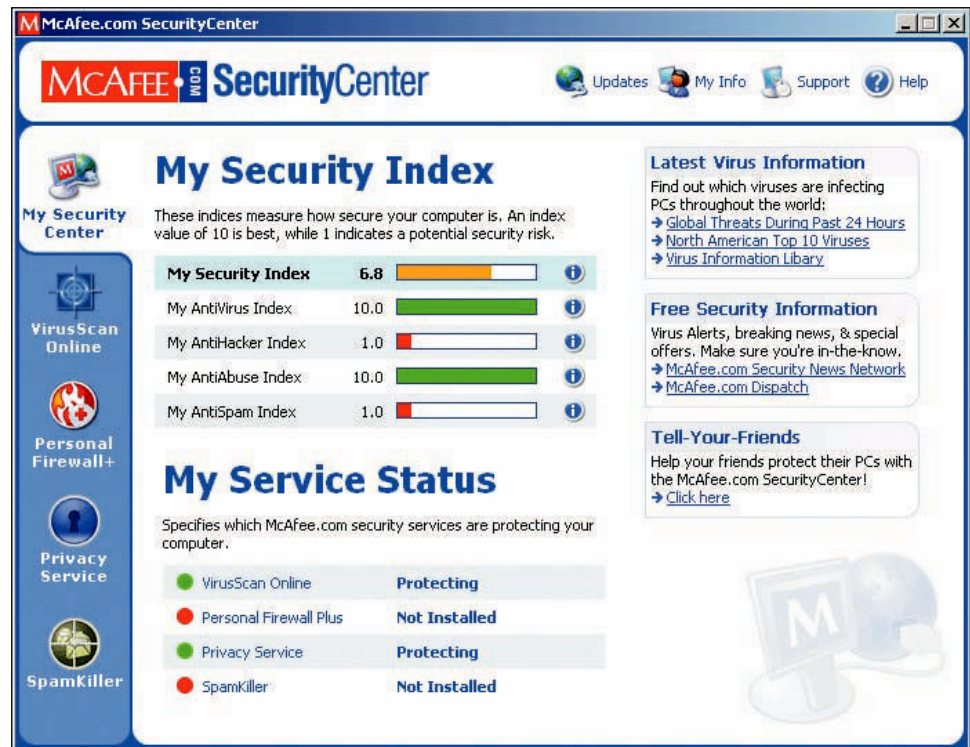 McAfee.com SecurityCenter
McAFEE.COM SecurityCenter
Updates My Info Support Help
My Security Center
VirusScan Online
Personal Firewall+
Privacy Service
SpamKiller
My Security Index
These indices measure how secure your computer is. An index
value of 10 is best, while 1 indicates a potential security risk.
My Security Index 6.8
My AntiVirus Index 10.0
My AntiHacker Index 1.0
My AntiAbuse Index 10.0
My AntiSpam Index 1.0
My Service Status
Specifies which McAfee.com security services are protecting your
computer.
VirusScan Online Protecting
Personal Firewall Plus Not Installed
Privacy Service Protecting
SpamKiller Not Installed
Latest Virus Information
Find out which viruses are infecting
PCs throughout the world:
Global Threats During Past 24 Hours
North American Top 10 Viruses
Virus Information Libary
Free Security Information
Virus Alerts, breaking news, & special
offers. Make sure you're in-the-know.
McAfee.com Security News Network
McAfee.com Dispatch
Tell-Your-Friends
Help your friends protect their PCs with
the McAfee.com SecurityCenter!
Click here